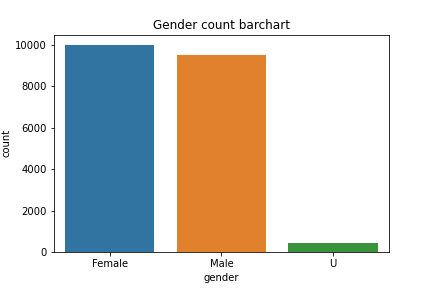 Gender count barchart
10000
8000
6000
4000
2000
0
count
Female Male U
gender